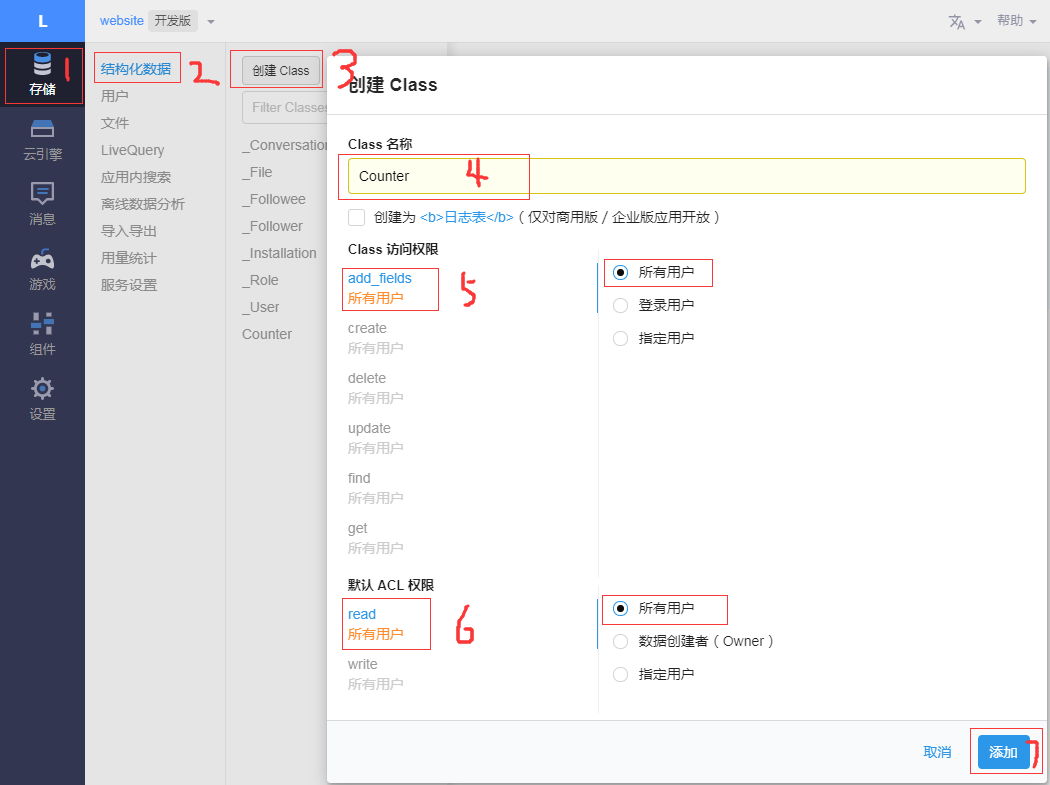 L
website 开发版
帮助
存储
1
云引擎
消息
游戏
组件
设置
结构化数据
2
用户
文件
LiveQuery
应用内搜索
离线数据分析
导入导出
用量统计
服务设置
创建 Class
3
Filter Classes
_Conversation
_File
_Followee
_Follower
_Installation
_Role
_User
Counter
创建 Class
Class 名称
Counter
4
创建为 <b>日志表</b> ( 仅对商用版 / 企业版应用开放 )
Class 访问权限
add_fields
所有用户
5
create
所有用户
delete
所有用户
update
所有用户
find
所有用户
get
所有用户
所有用户
登录用户
指定用户
默认 ACL 权限
read
所有用户
6
write
所有用户
所有用户
数据创建者 ( Owner )
指定用户
取消
添加
7